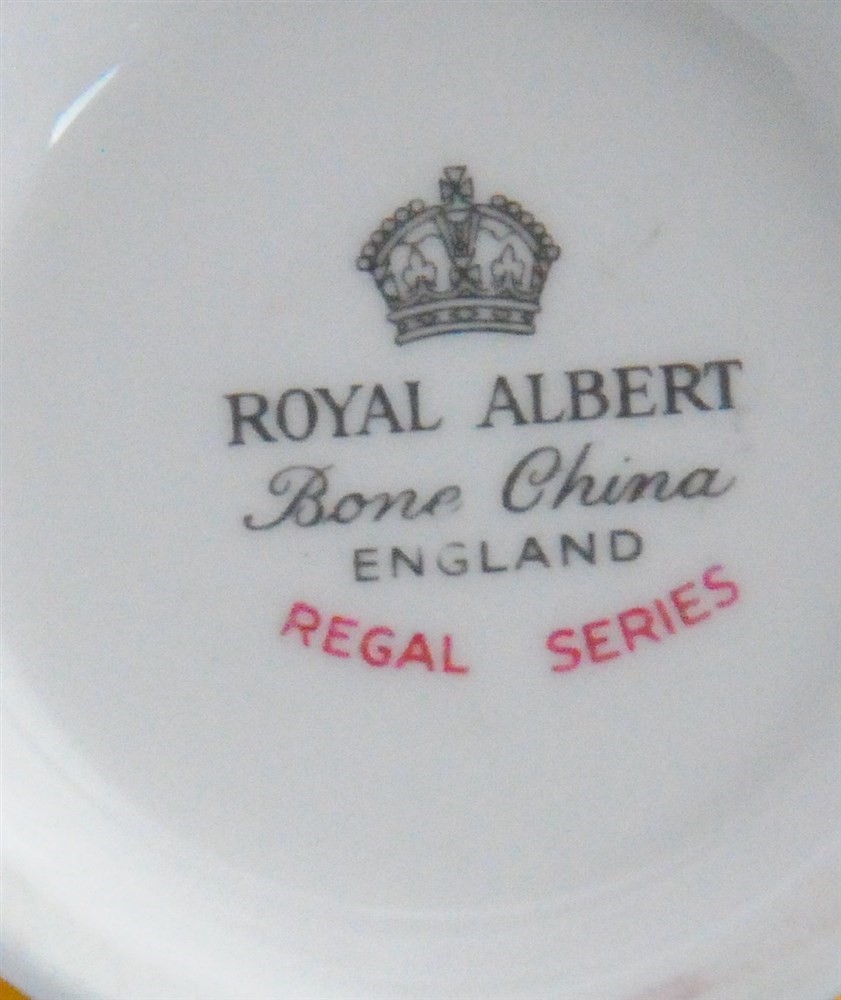 ROYAL ALBERT
Bone China
ENGLAND
REGAL SERIES